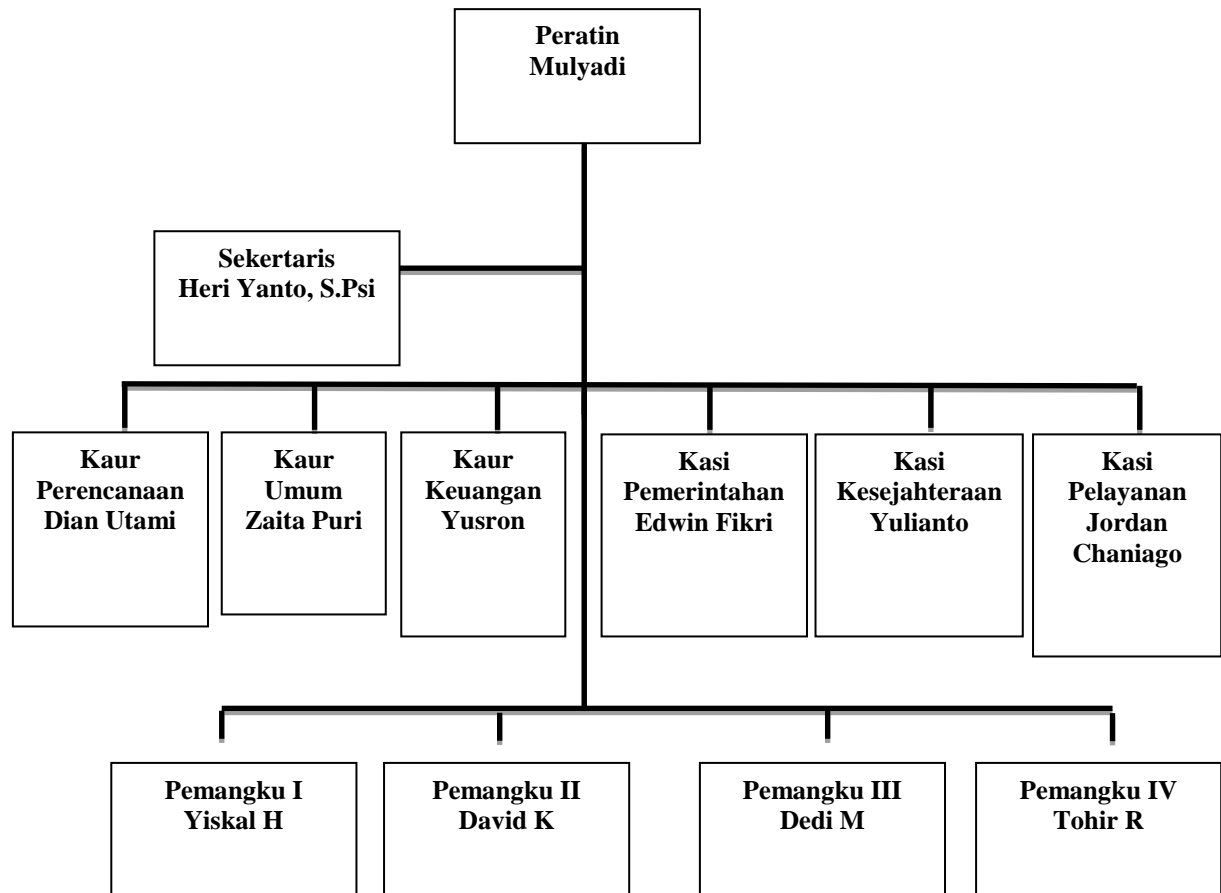 Peratin
Mulyadi
Sekertaris
Heri Yanto, S.Psi
Kaur
Perencanaan
Dian Utami
Kaur
Umum
Zaita Puri
Kaur
Keuangan
Yusron
Kasi
Pemerintahan
Edwin Fikri
Kasi
Kesejahteraan
Yulianto
Kasi
Pelayanan
Jordan
Chaniago
Pemangku I
Yiskal H
Pemangku II
David K
Pemangku III
Dedi M
Pemangku IV
Tohir R